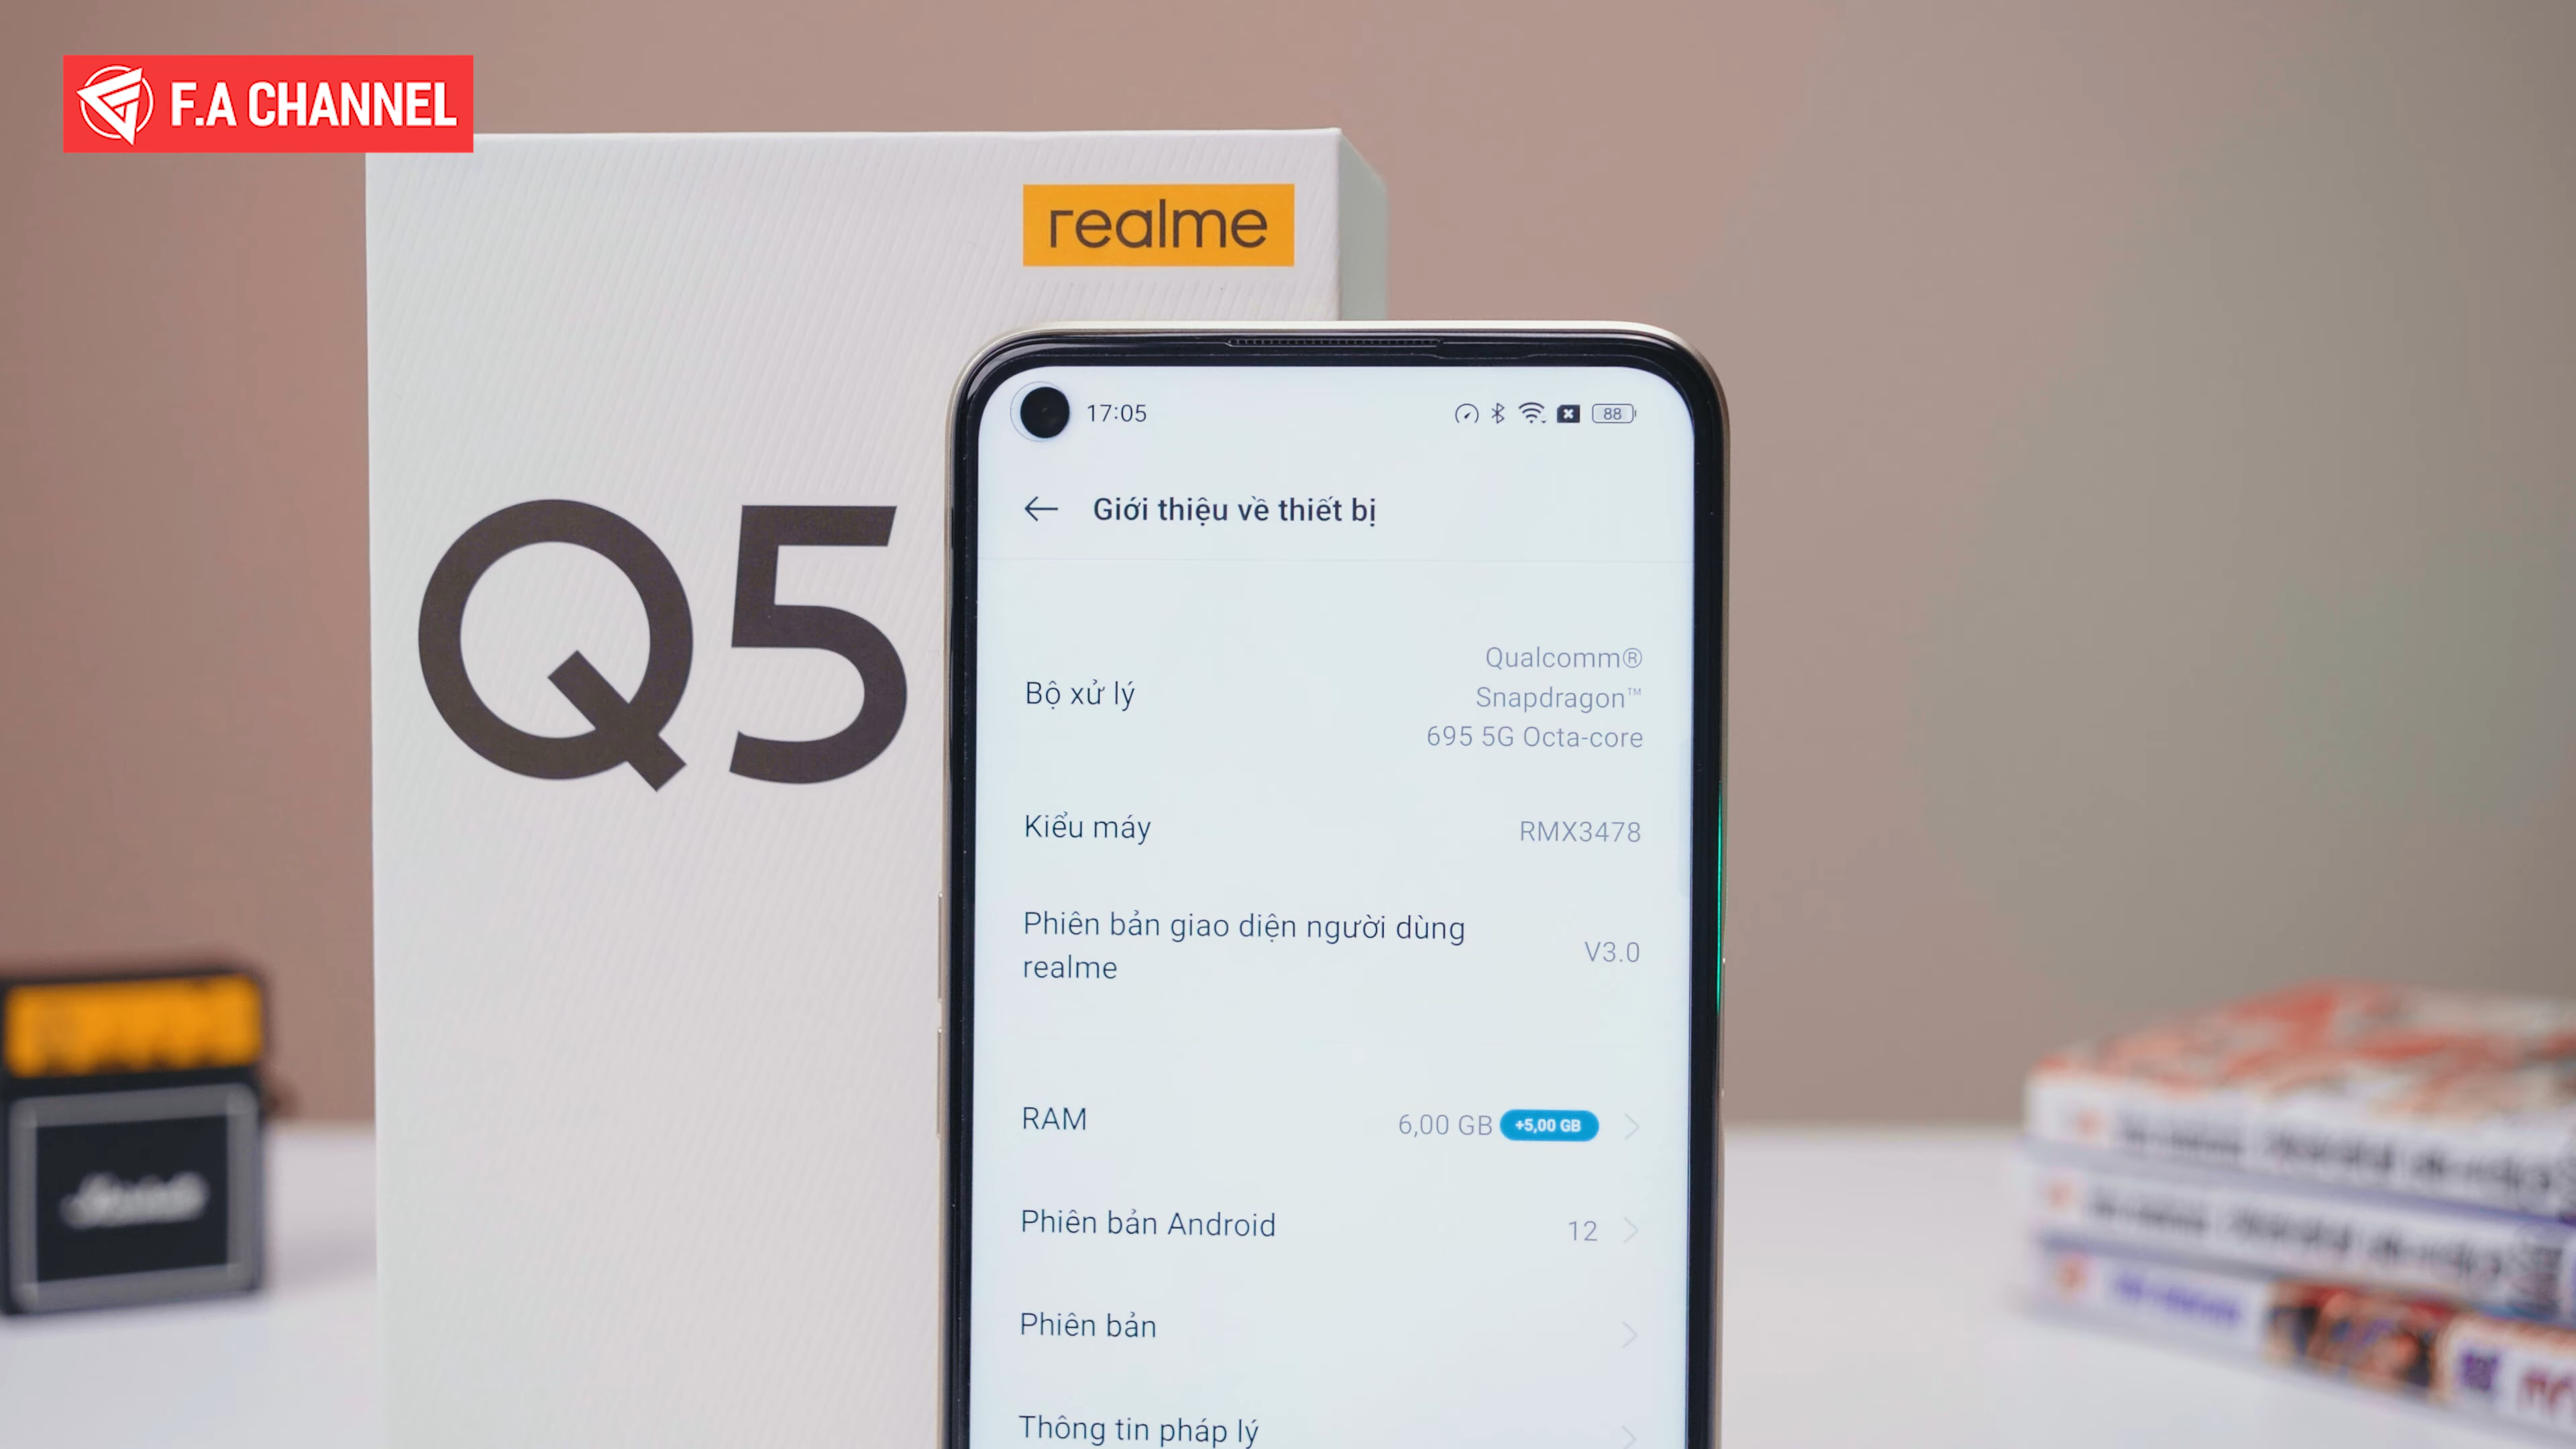 F.A CHANNEL
realme
Q5
17:05
88
Giới thiệu về thiết bị
Bộ xử lý
Qualcomm®
Snapdragon™
695 5G Octa-core
Kiểu máy
RMX3478
Phiên bản giao diện người dùng
realme
V3.0
RAM
6,00 GB +5,00 GB
Phiên bản Android
12
Phiên bản
Thông tin pháp lý